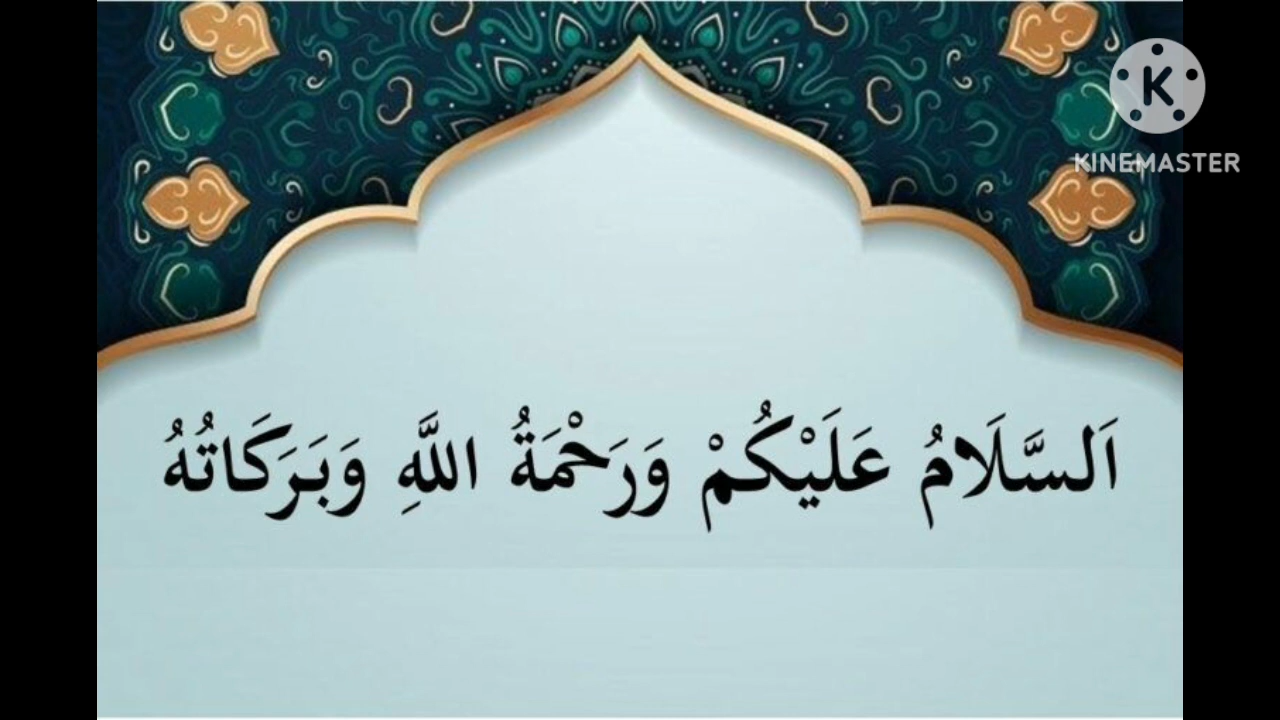 K
KINEMASTER
اَلسَّلَامُ عَلَيْكُمْ وَرَحْمَةُ اللَّهِ وَبَرَكَاتُهُ